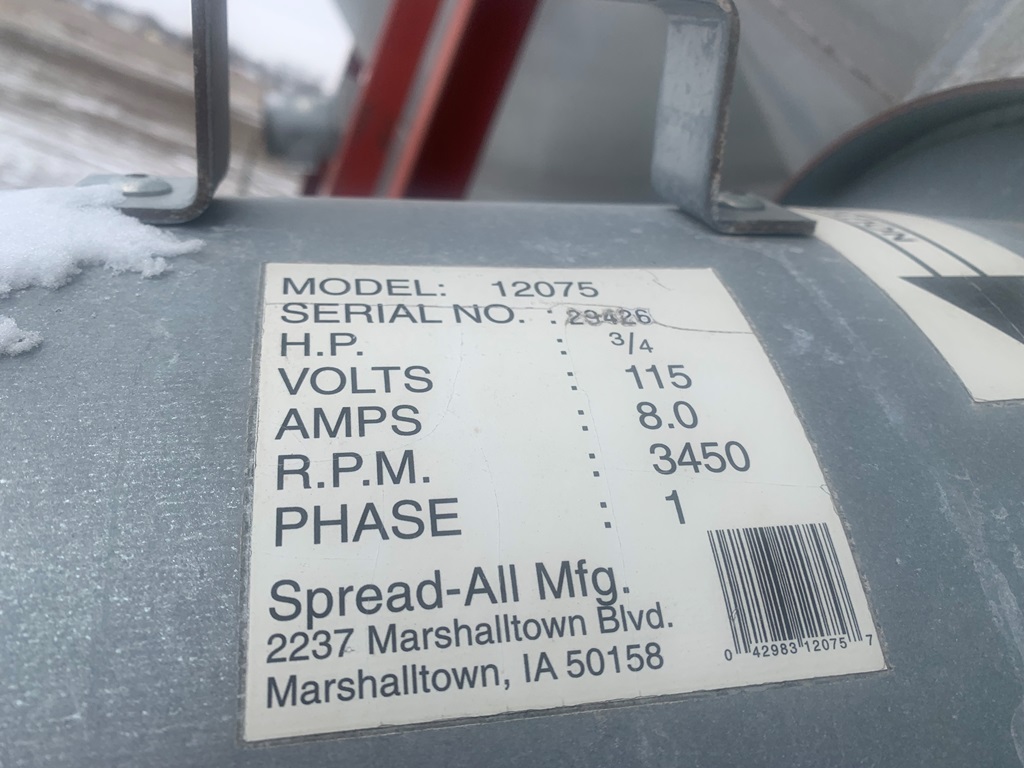 MODEL: 12075
SERIAL NO. : 29426
H.P. : 3/4
VOLTS : 115
AMPS : 8.0
R.P.M. : 3450
PHASE : 1
Spread-All Mfg.
2237 Marshalltown Blvd.
Marshalltown, IA 50158
0 42983 12075 7